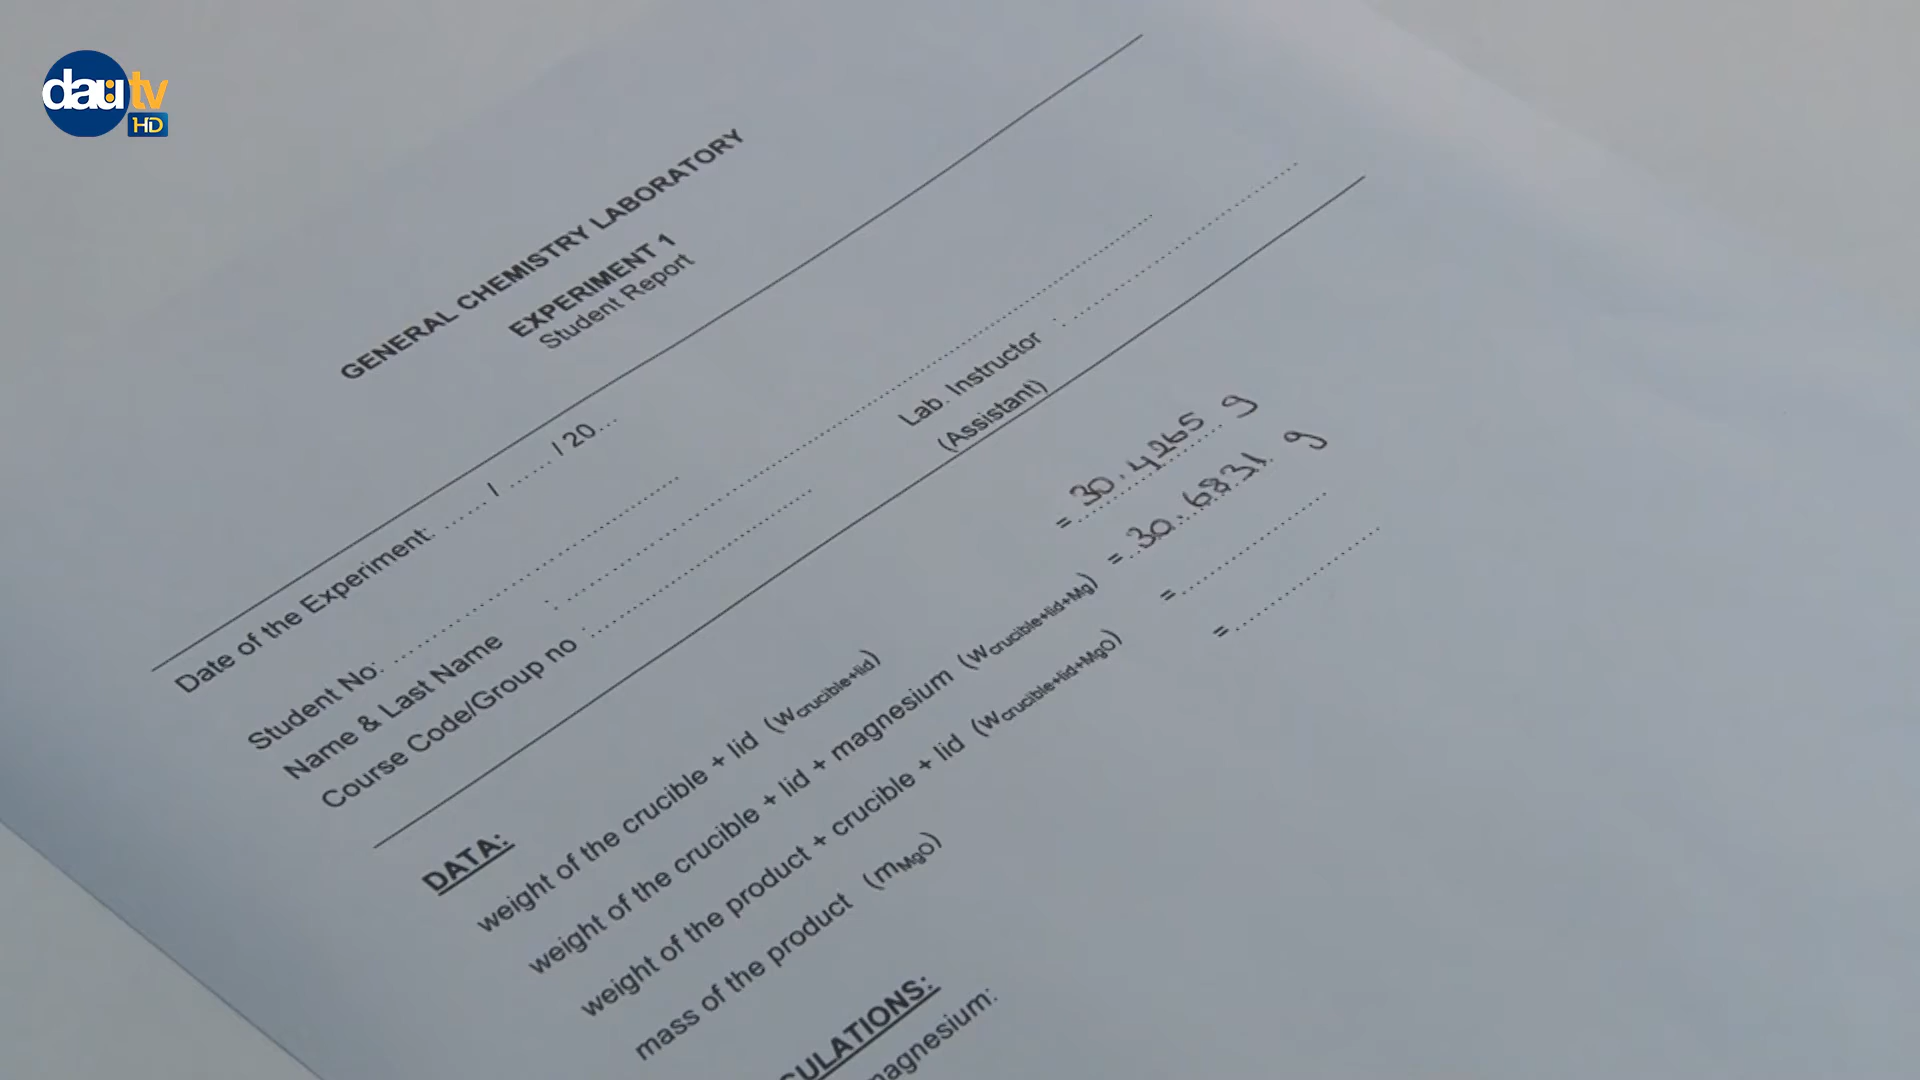 daü tv
HD
GENERAL CHEMISTRY LABORATORY
EXPERIMENT 1
Student Report
Date of the Experiment: ....... / ....... / 20...
Student No: ..........
Name & Last Name : ..........
Course Code/Group no : ..........
Lab. Instructor : ..........
(Assistant)
DATA:
weight of the crucible + lid (wcrucible+lid) = 30.4265 g
weight of the crucible + lid + magnesium (wcrucible+lid+Mg) = 30.6831 g
weight of the product + crucible + lid (wcrucible+lid+MgO) = ..........
mass of the product (mMgO) = ..........
ULATIONS:
agnesium: